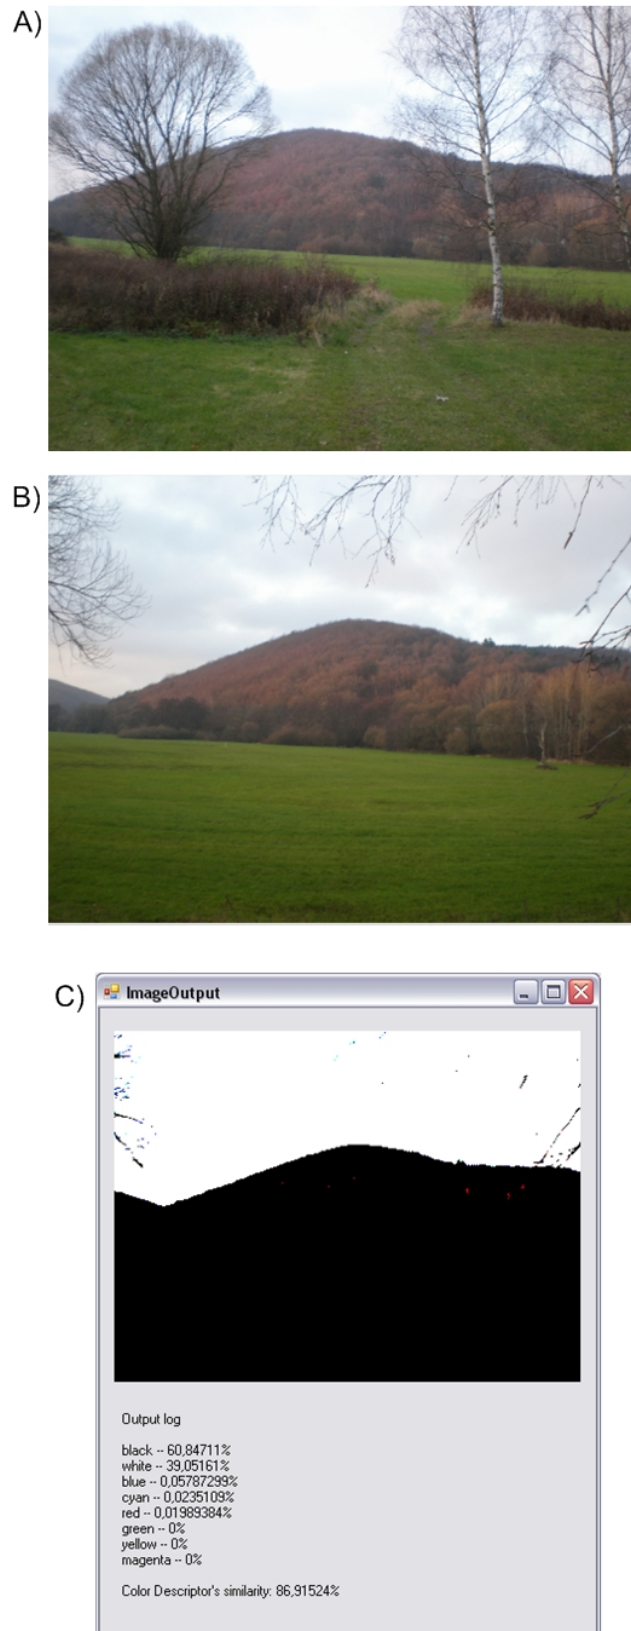 A)
B)
C)
ImageOutput
Output log
black -- 60,84711%
white -- 39,05161%
blue -- 0,05787299%
cyan -- 0,0235109%
red -- 0,01989384%
green -- 0%
yellow -- 0%
magenta -- 0%
Color Descriptor's similarity: 86,91524%